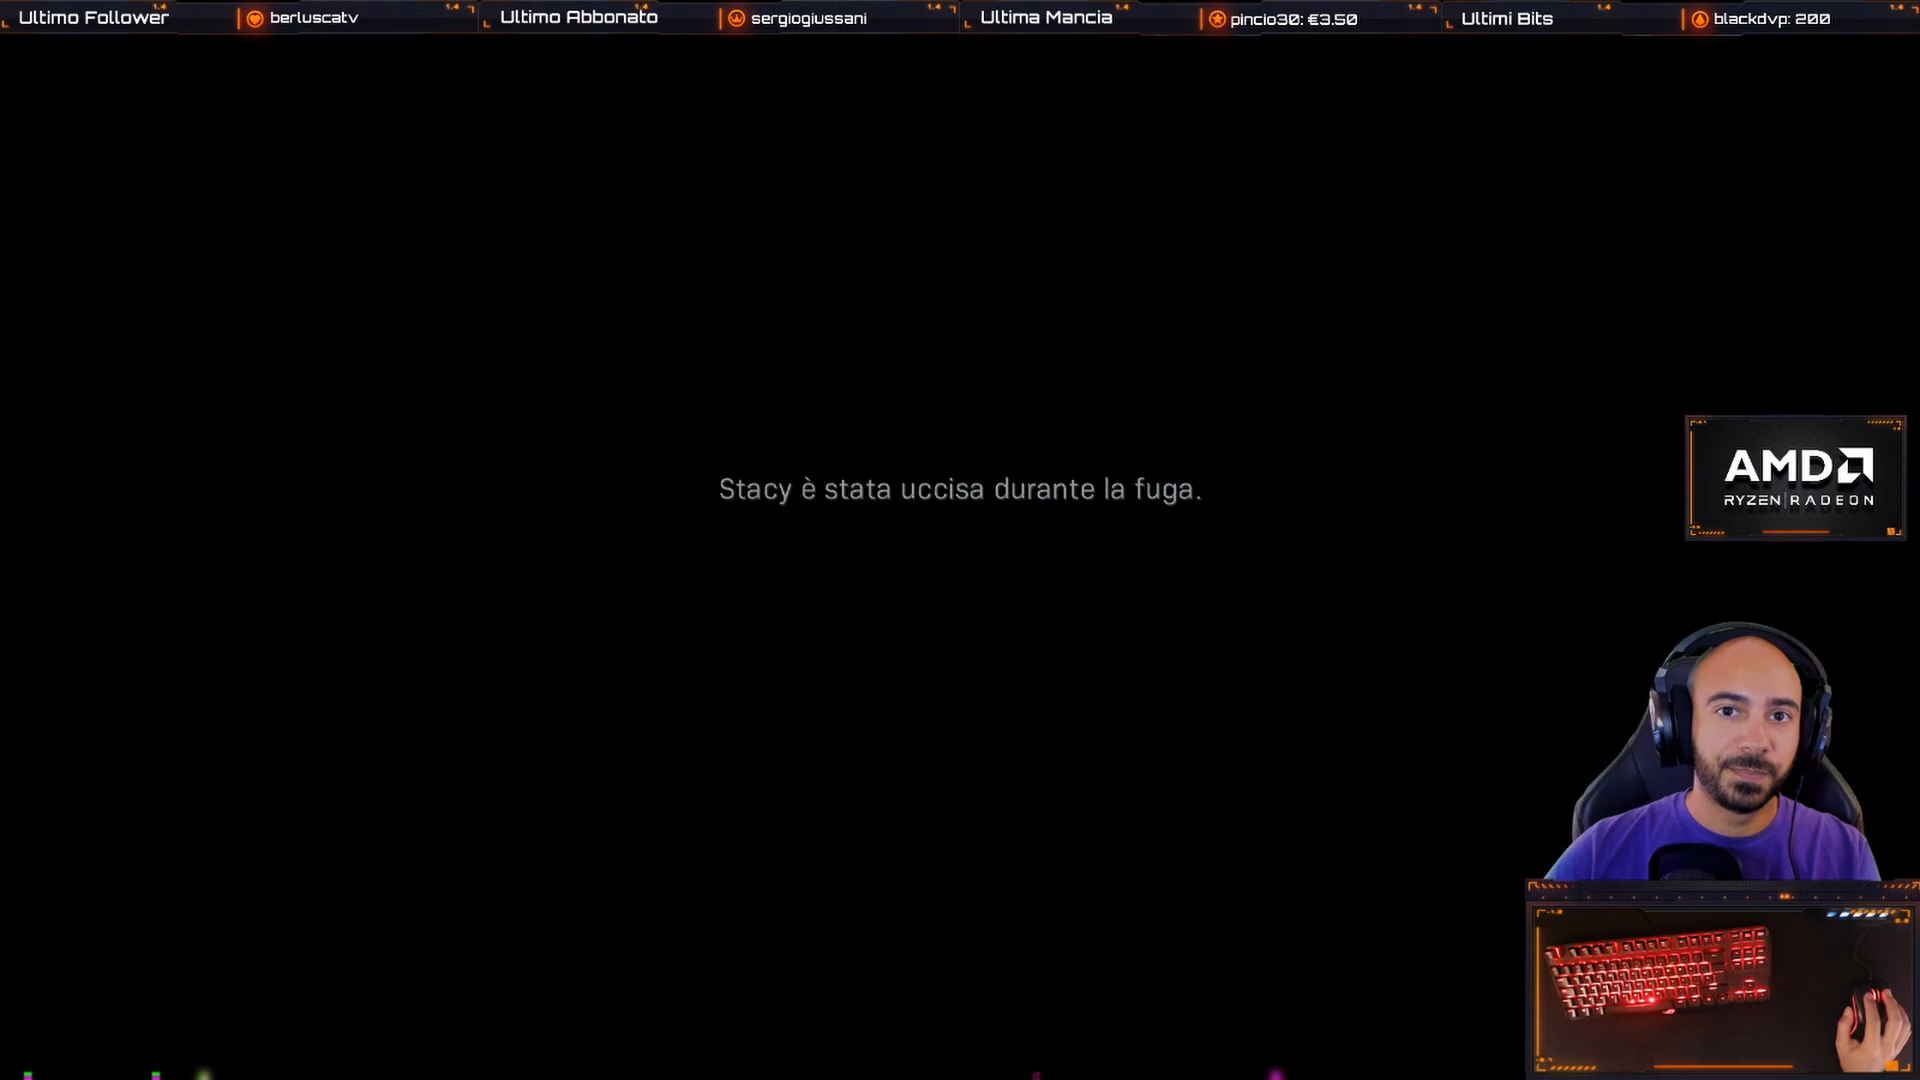 Ultimo Follower
berluscatv
Ultimo Abbonato
sergiogiussani
Ultima Mancia
pincio30: €3.50
Ultimi Bits
blackdvp: 200
AMD
RYZEN | RADEON
Stacy è stata uccisa durante la fuga.